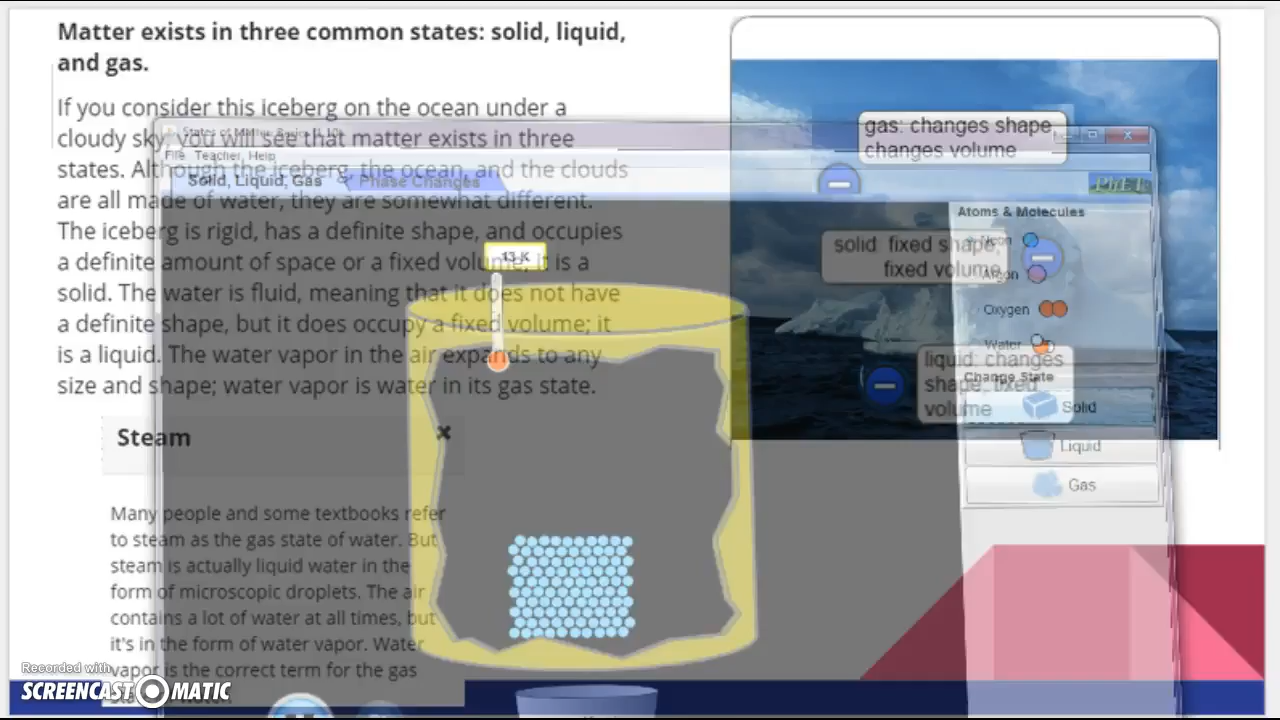 Matter exists in three common states: solid, liquid,
and gas.
If you consider this iceberg on the ocean under a
cloudy sky, you will see that matter exists in three
states. Although the iceberg, the ocean, and the clouds
are all made of water, they are somewhat different.
The iceberg is rigid, has a definite shape, and occupies
a definite amount of space or a fixed volume; it is a
solid. The water is fluid, meaning that it does not have
a definite shape, but it does occupy a fixed volume; it
is a liquid. The water vapor in the air expands to any
size and shape; water vapor is water in its gas state.
Steam
Many people and some textbooks refer
to steam as the gas state of water. But
steam is actually liquid water in the
form of microscopic droplets. The air
contains a lot of water at all times, but
it's in the form of water vapor. Water
vapor is the correct term for the gas
gas: changes shape
changes volume
solid fixed shape,
fixed volume
liquid: changes
shape, fixed
volume
File Teacher, Help
Solid, Liquid, Gas
Phase Changes
PhET
13 K
Atoms & Molecules
Neon
Argon
Oxygen
Water
Change State
Solid
Liquid
Gas
Recorded with
SCREENCAST MATIC